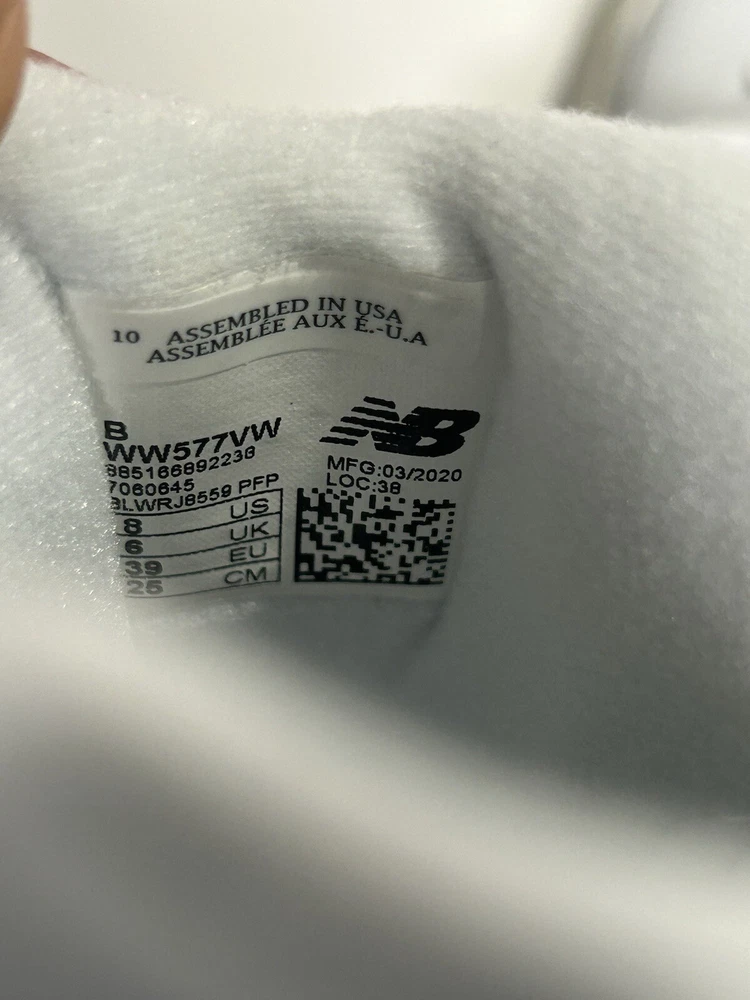 10 ASSEMBLED IN USA
ASSEMBLÉE AUX É.-U.A
B
WW577VW
885166892238
7060645
BLWRJ8559 PFP
8 US
6 UK
39 EU
25 CM
NB
MFG:03/2020
LOC:38